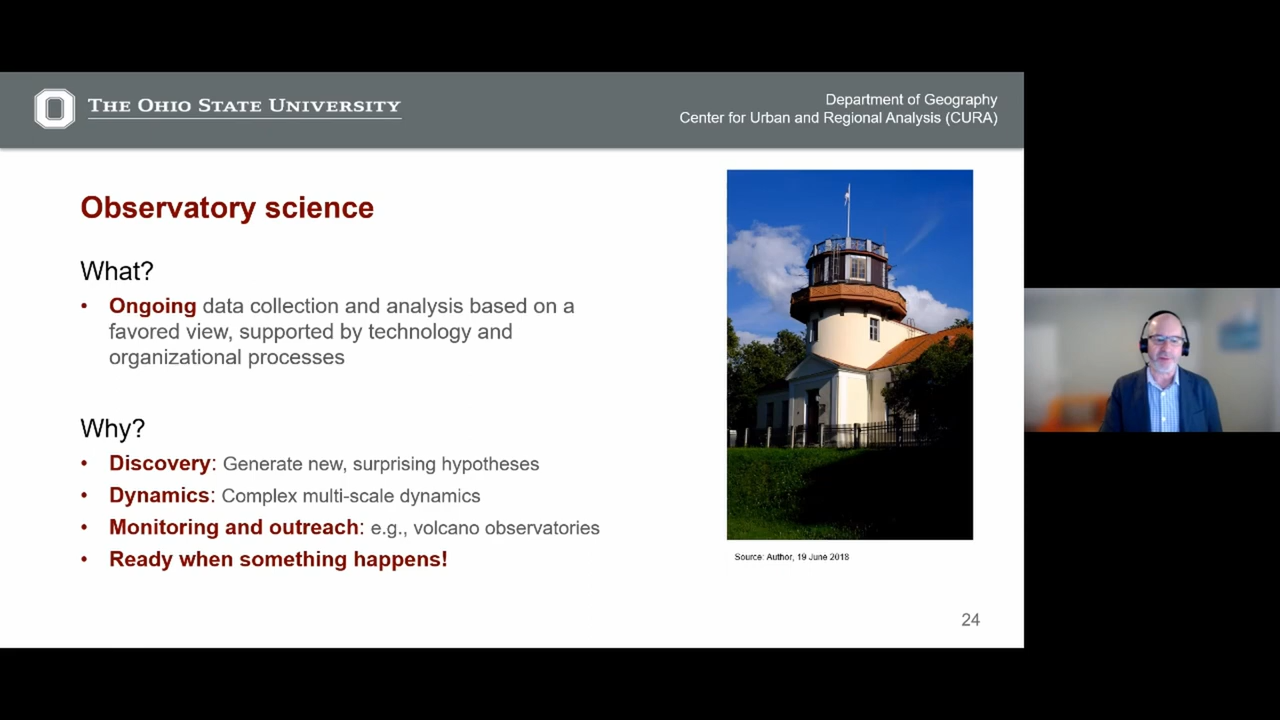 THE OHIO STATE UNIVERSITY
Department of Geography
Center for Urban and Regional Analysis (CURA)
Observatory science
What?
• Ongoing data collection and analysis based on a
favored view, supported by technology and
organizational processes
Why?
• Discovery: Generate new, surprising hypotheses
• Dynamics: Complex multi-scale dynamics
• Monitoring and outreach: e.g., volcano observatories
• Ready when something happens!
Source: Author, 19 June 2018
24